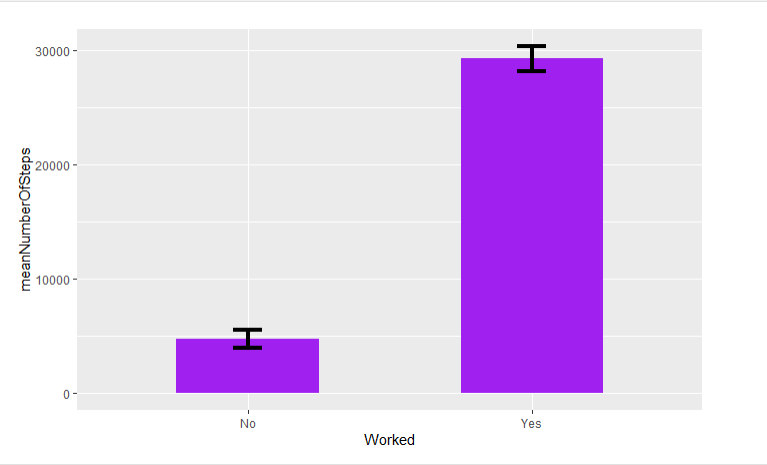 30000
20000
10000
0
meanNumberOfSteps
No
Yes
Worked